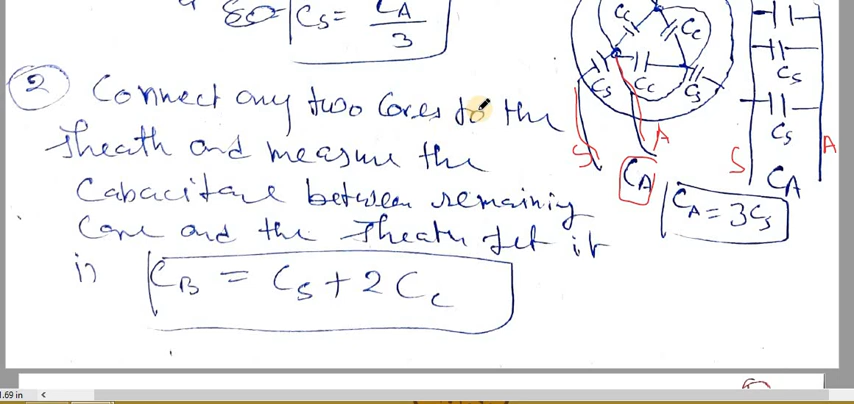 so Cs = CA
3
② Connect any two Cores to the
sheath and measure the
Cabacitane between remaining
Core and the sheath let it
is CB = Cs + 2Cc
Cc
Cc
Cs
Cc
Cs
S
A
CA
Cs
Cs
S
A
CA
CA = 3Cs
1.69 in <